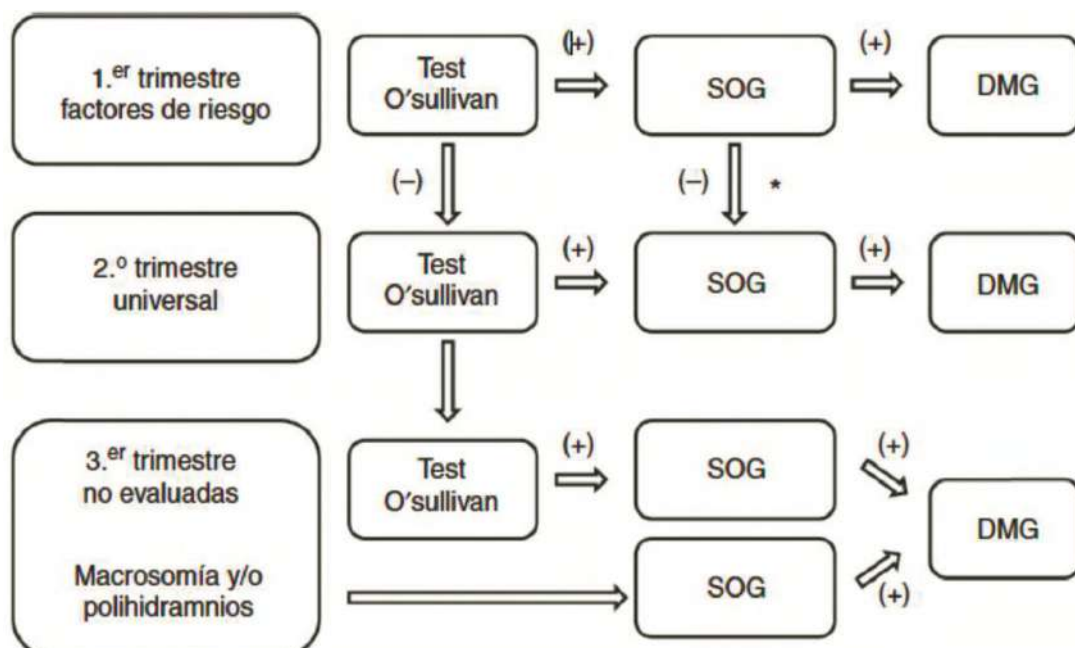 1.er trimestre
factores de riesgo
Test
O'sullivan
(+)
SOG
(+)
DMG
(–)
(–)
*
2.º trimestre
universal
Test
O'sullivan
(+)
SOG
(+)
DMG
3.er trimestre
no evaluadas
Test
O'sullivan
(+)
SOG
(+)
DMG
Macrosomía y/o
polihidramnios
SOG
(+)